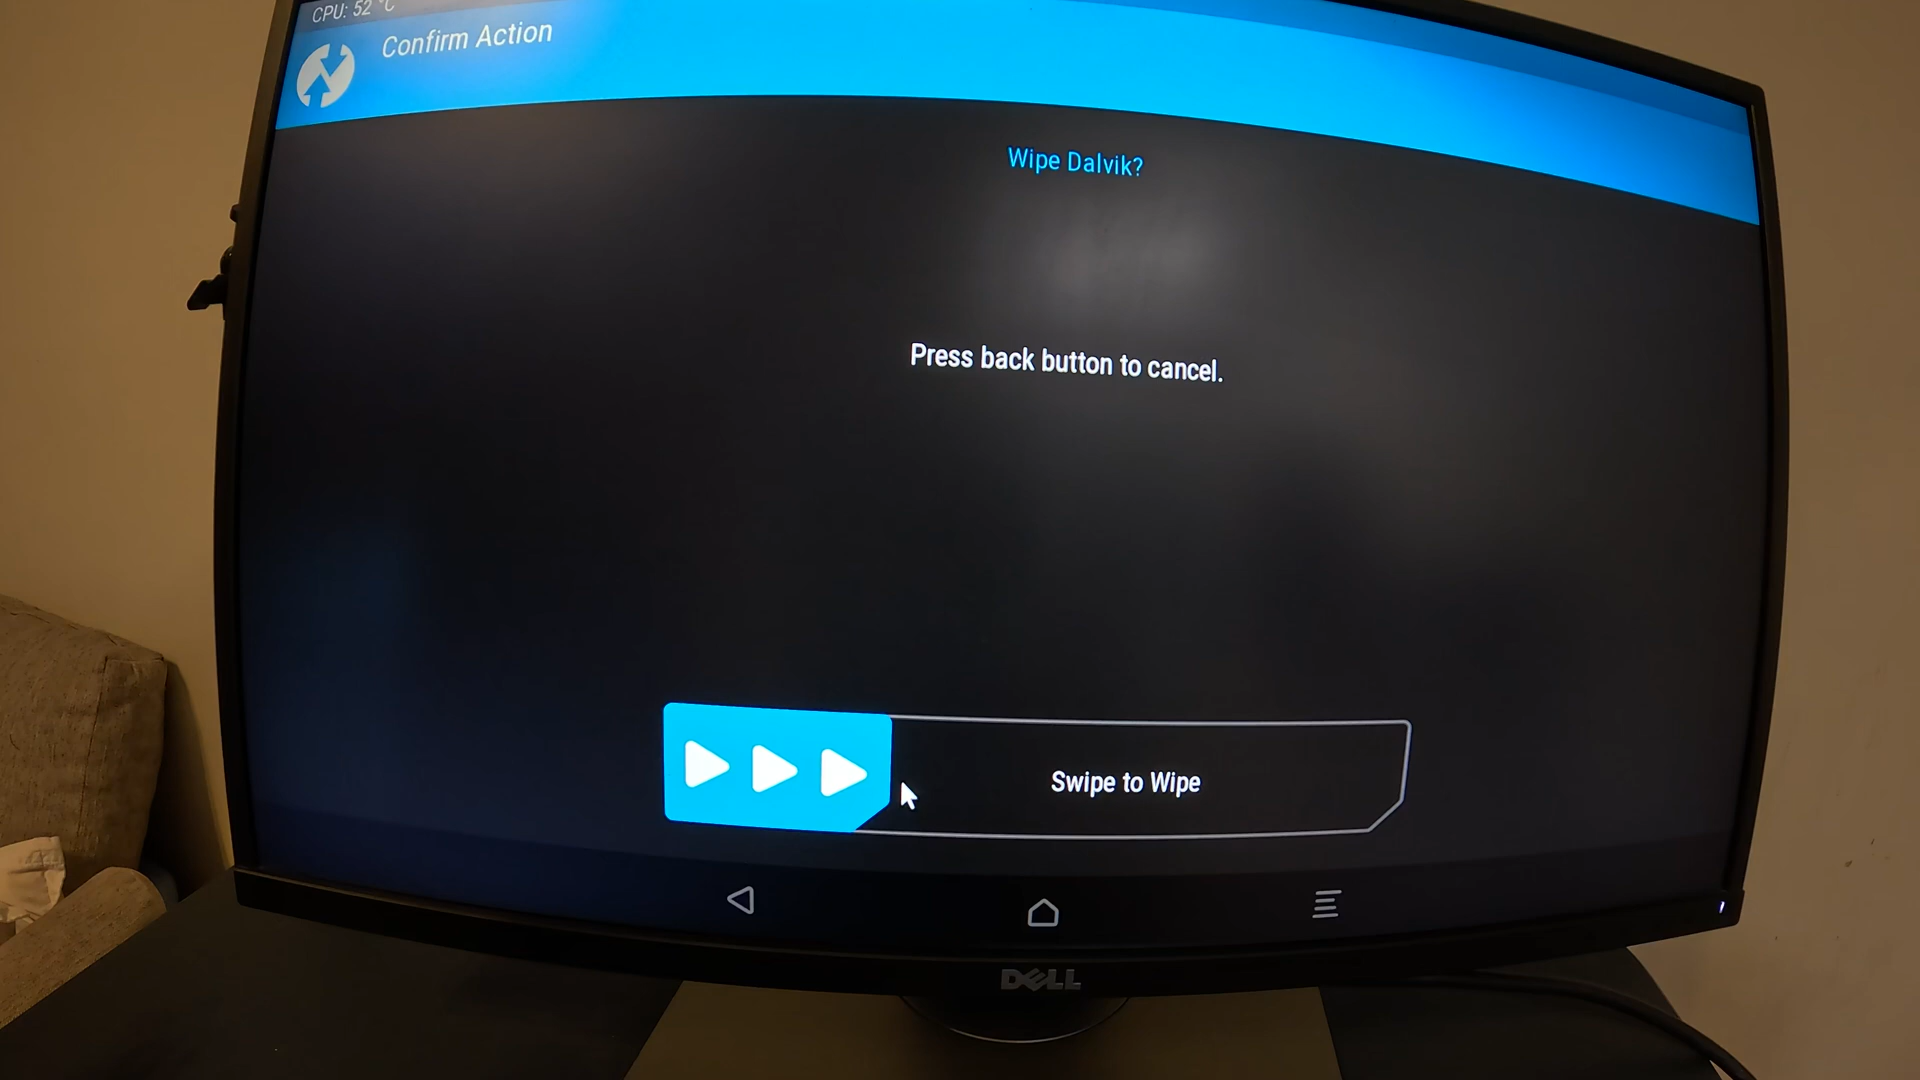 CPU: 52 °C
Confirm Action
Wipe Dalvik?
Press back button to cancel.
Swipe to Wipe
DELL